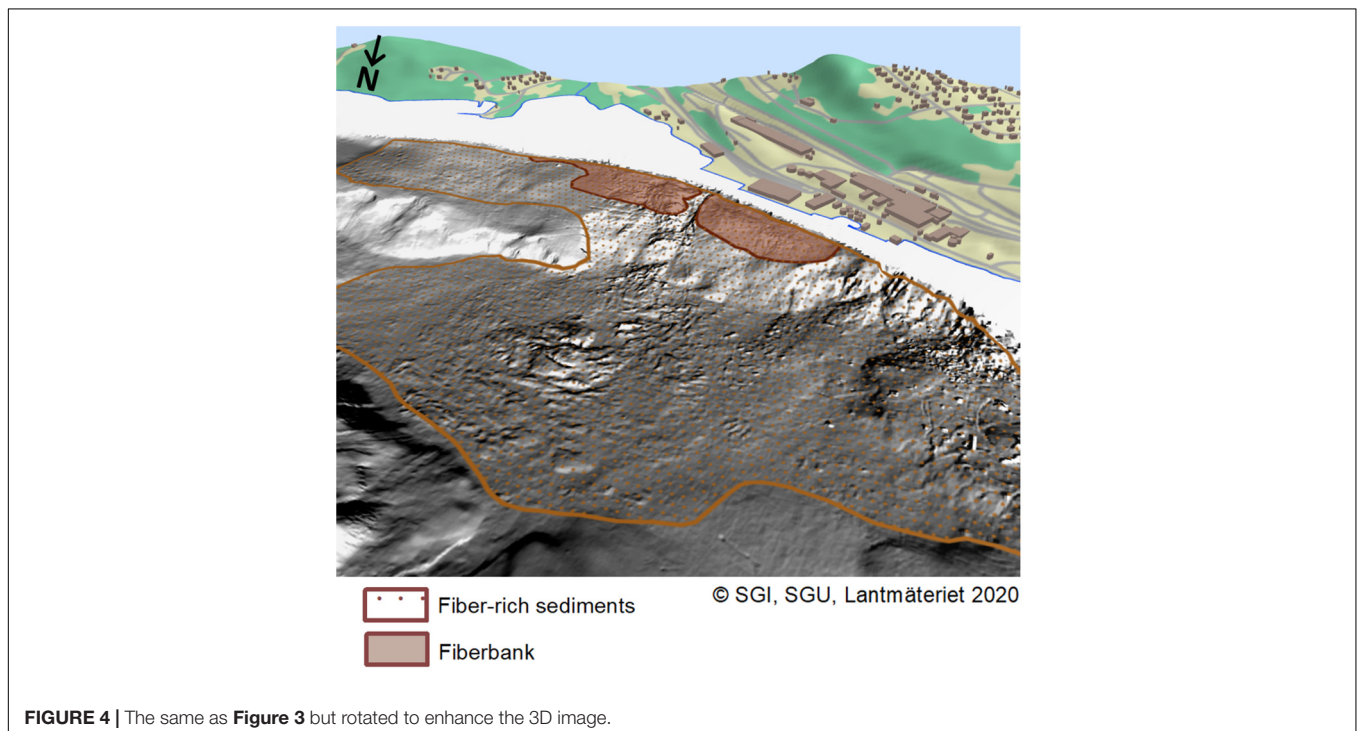 N
Fiber-rich sediments
© SGI, SGU, Lantmäteriet 2020
Fiberbank
FIGURE 4 | The same as Figure 3 but rotated to enhance the 3D image.